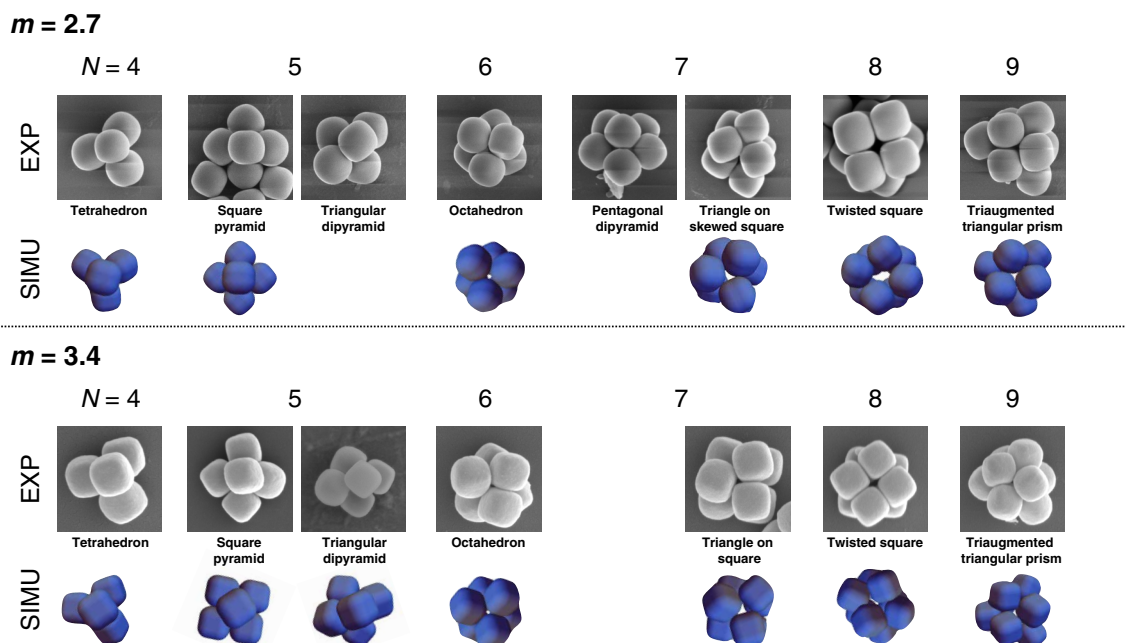 m = 2.7
N = 4 5 6 7 8 9
EXP
Tetrahedron Square pyramid Triangular dipyramid Octahedron Pentagonal dipyramid Triangle on skewed square Twisted square Triaugmented triangular prism
SIMU
m = 3.4
N = 4 5 6 7 8 9
EXP
Tetrahedron Square pyramid Triangular dipyramid Octahedron Triangle on square Twisted square Triaugmented triangular prism
SIMU